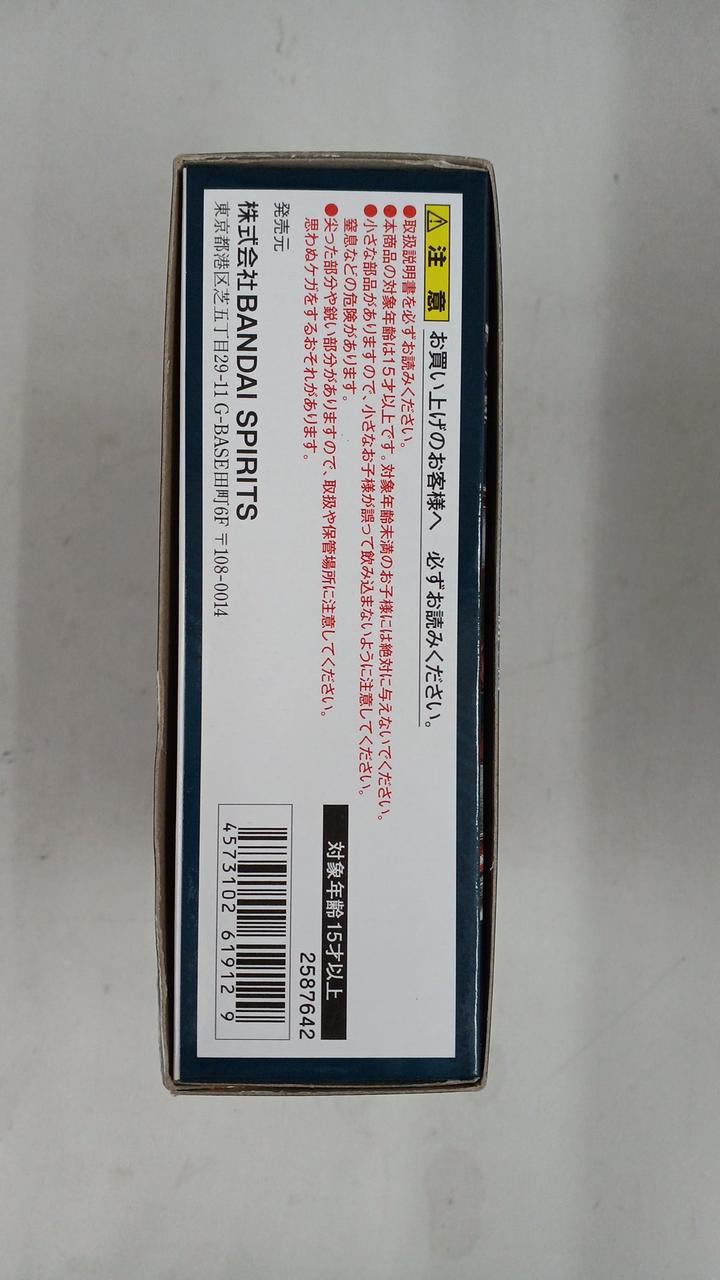 注意 お買い上げのお客様へ 必ずお読みください。
●取扱説明書を必ずお読みください。
●本商品の対象年齢は15才以上です。対象年齢未満のお子様には絶対に与えないでください。
●小さな部品がありますので、小さなお子様が誤って飲み込まないように注意してください。
窒息などの危険があります。
●尖った部分や鋭い部分がありますので、取扱や保管場所に注意してください。
思わぬケガをするおそれがあります。
発売元
株式会社BANDAI SPIRITS
東京都港区芝五丁目29-11 G-BASE田町6F 〒108-0014
対象年齢15才以上
2587642
4573102 619129